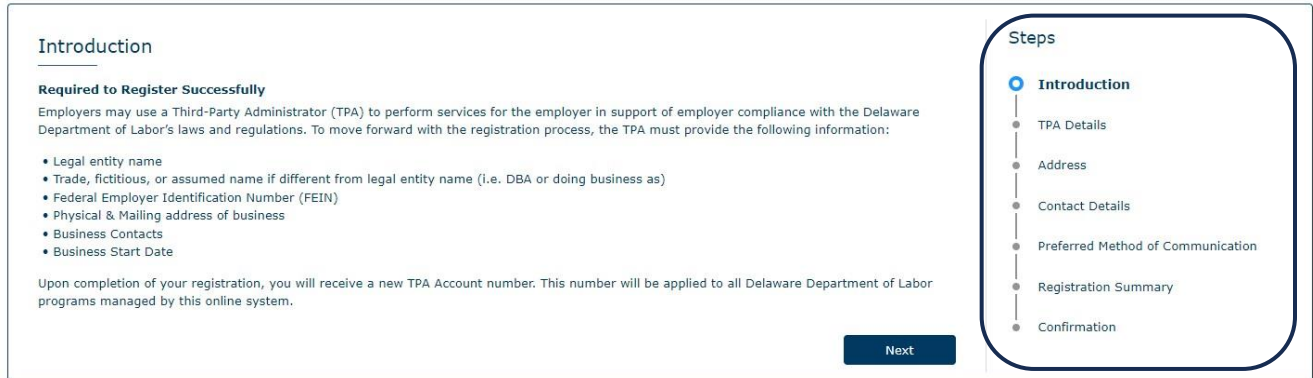 Introduction
Required to Register Successfully
Employers may use a Third-Party Administrator (TPA) to perform services for the employer in support of employer compliance with the Delaware
Department of Labor’s laws and regulations. To move forward with the registration process, the TPA must provide the following information:
• Legal entity name
• Trade, fictitious, or assumed name if different from legal entity name (i.e. DBA or doing business as)
• Federal Employer Identification Number (FEIN)
• Physical & Mailing address of business
• Business Contacts
• Business Start Date
Upon completion of your registration, you will receive a new TPA Account number. This number will be applied to all Delaware Department of Labor
programs managed by this online system.
Next
Steps
Introduction
TPA Details
Address
Contact Details
Preferred Method of Communication
Registration Summary
Confirmation